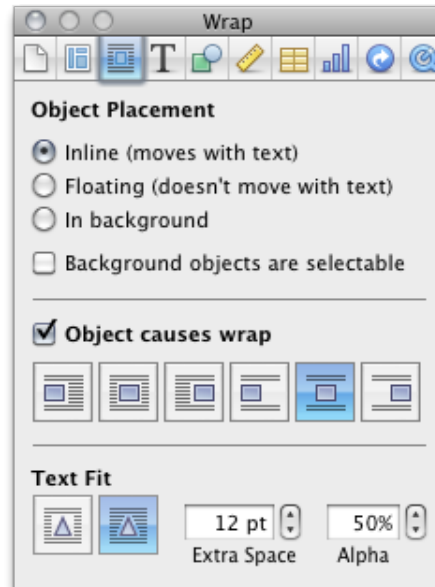 Wrap
T
Object Placement
Inline (moves with text)
Floating (doesn't move with text)
In background
Background objects are selectable
Object causes wrap
Text Fit
12 pt 50%
Extra Space Alpha